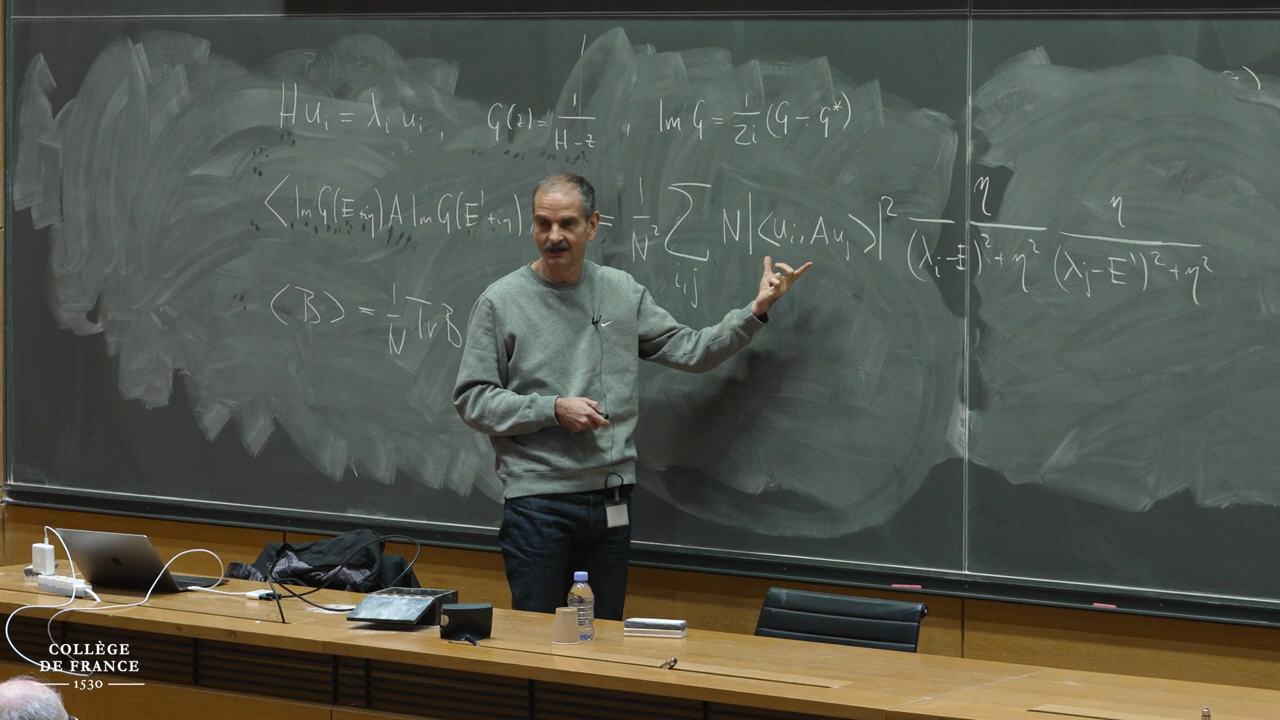 H u_i = λ_i u_i , G(z) = 1/(H-z) , Im G = 1/(2i) (G - G*)
⟨Im G(E+iη) A Im G(E'+iη) = 1/N² Σ_{i,j} N|⟨u_i, A u_j⟩|² η/((λ_i-E)²+η²) η/((λ_j-E')²+η²)
⟨B⟩ = 1/N Tr B
COLLÈGE
DE FRANCE
1530